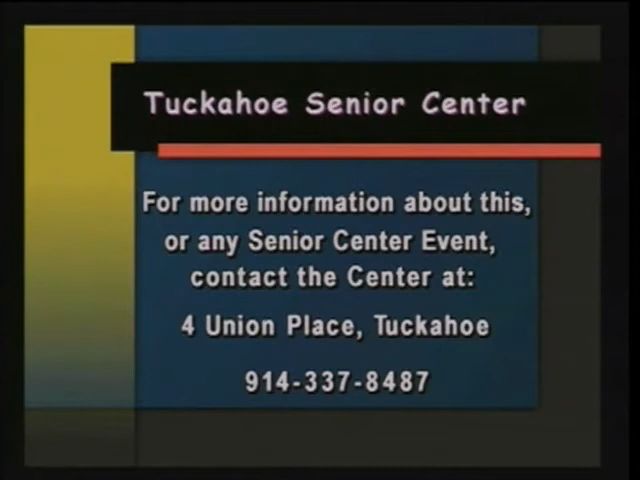 Tuckahoe Senior Center
For more information about this,
or any Senior Center Event,
contact the Center at:
4 Union Place, Tuckahoe
914-337-8487